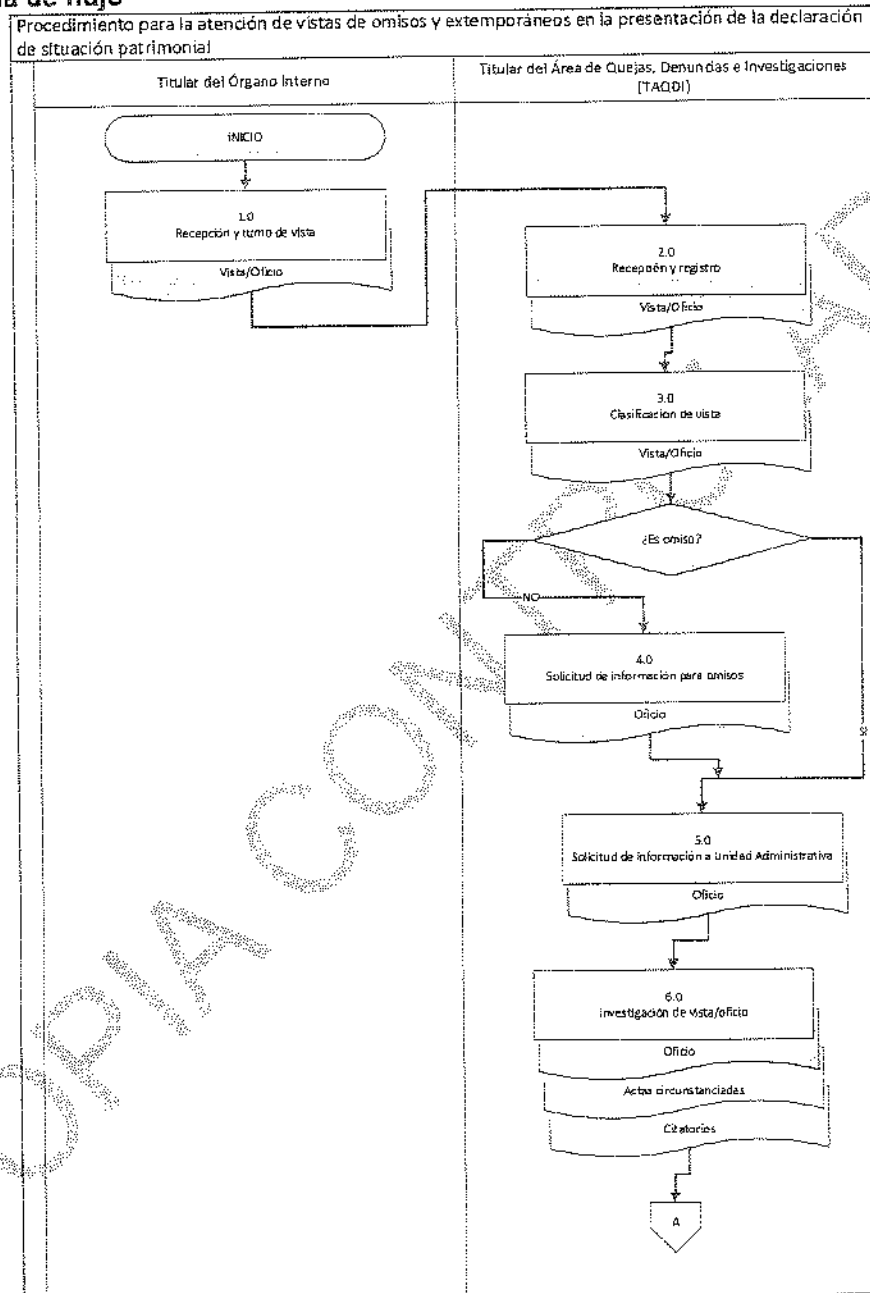 Procedimiento para la atención de vistas de omisos y extemporáneos en la presentación de la declaración
de situación patrimonial
Titular del Órgano Interno
Titular del Área de Quejas, Denuncias e Investigaciones
(TAQDI)
INICIO
1.0
Recepción y turno de vista
Vista/Oficio
2.0
Recepción y registro
Vista/Oficio
3.0
Clasificación de vista
Vista/Oficio
¿Es omiso?
NO
4.0
Solicitud de información para omisos
Oficio
5.0
Solicitud de información a Unidad Administrativa
Oficio
6.0
Investigación de vista/oficio
Oficio
Actas circunstanciadas
Citatorios
A